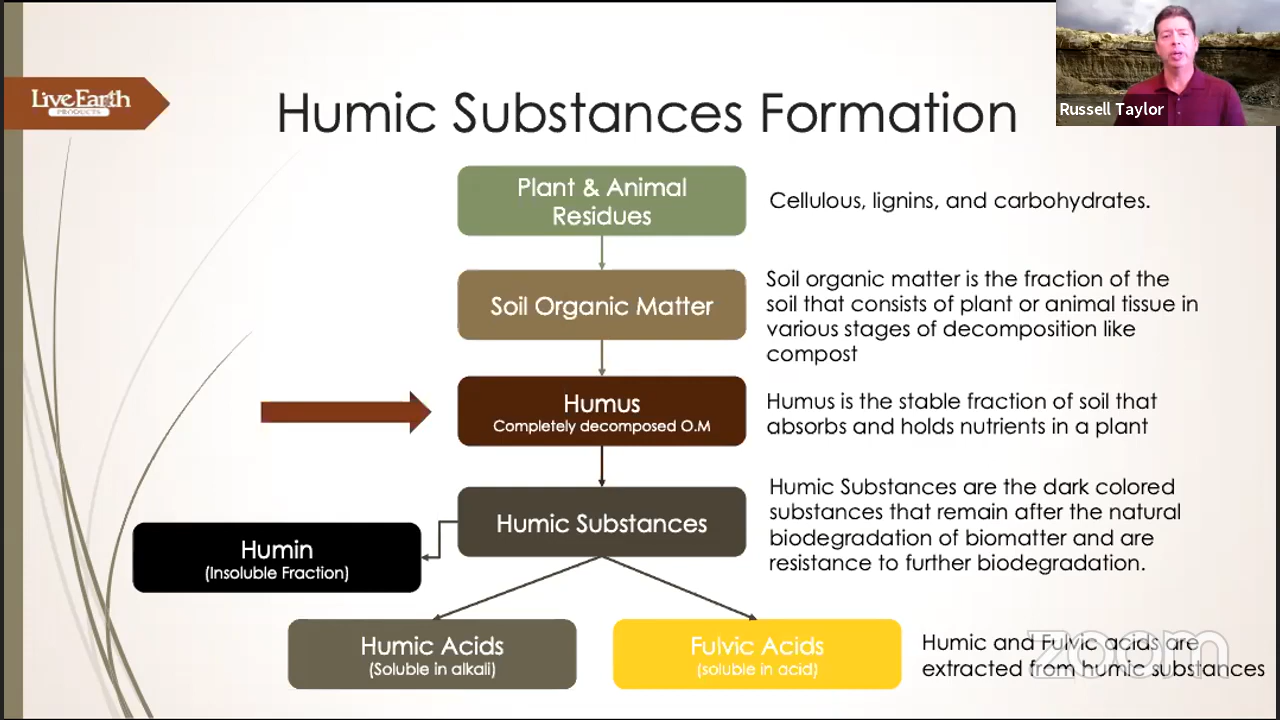 Live Earth
PRODUCTS
Russell Taylor
Humic Substances Formation
Plant & Animal
Residues
Cellulous, lignins, and carbohydrates.
Soil Organic Matter
Soil organic matter is the fraction of the
soil that consists of plant or animal tissue in
various stages of decomposition like
compost
Humus
Completely decomposed O.M
Humus is the stable fraction of soil that
absorbs and holds nutrients in a plant
Humic Substances
Humic Substances are the dark colored
substances that remain after the natural
biodegradation of biomatter and are
resistance to further biodegradation.
Humin
(Insoluble Fraction)
Humic Acids
(Soluble in alkali)
Fulvic Acids
(soluble in acid)
Humic and Fulvic acids are
extracted from humic substances
zoom